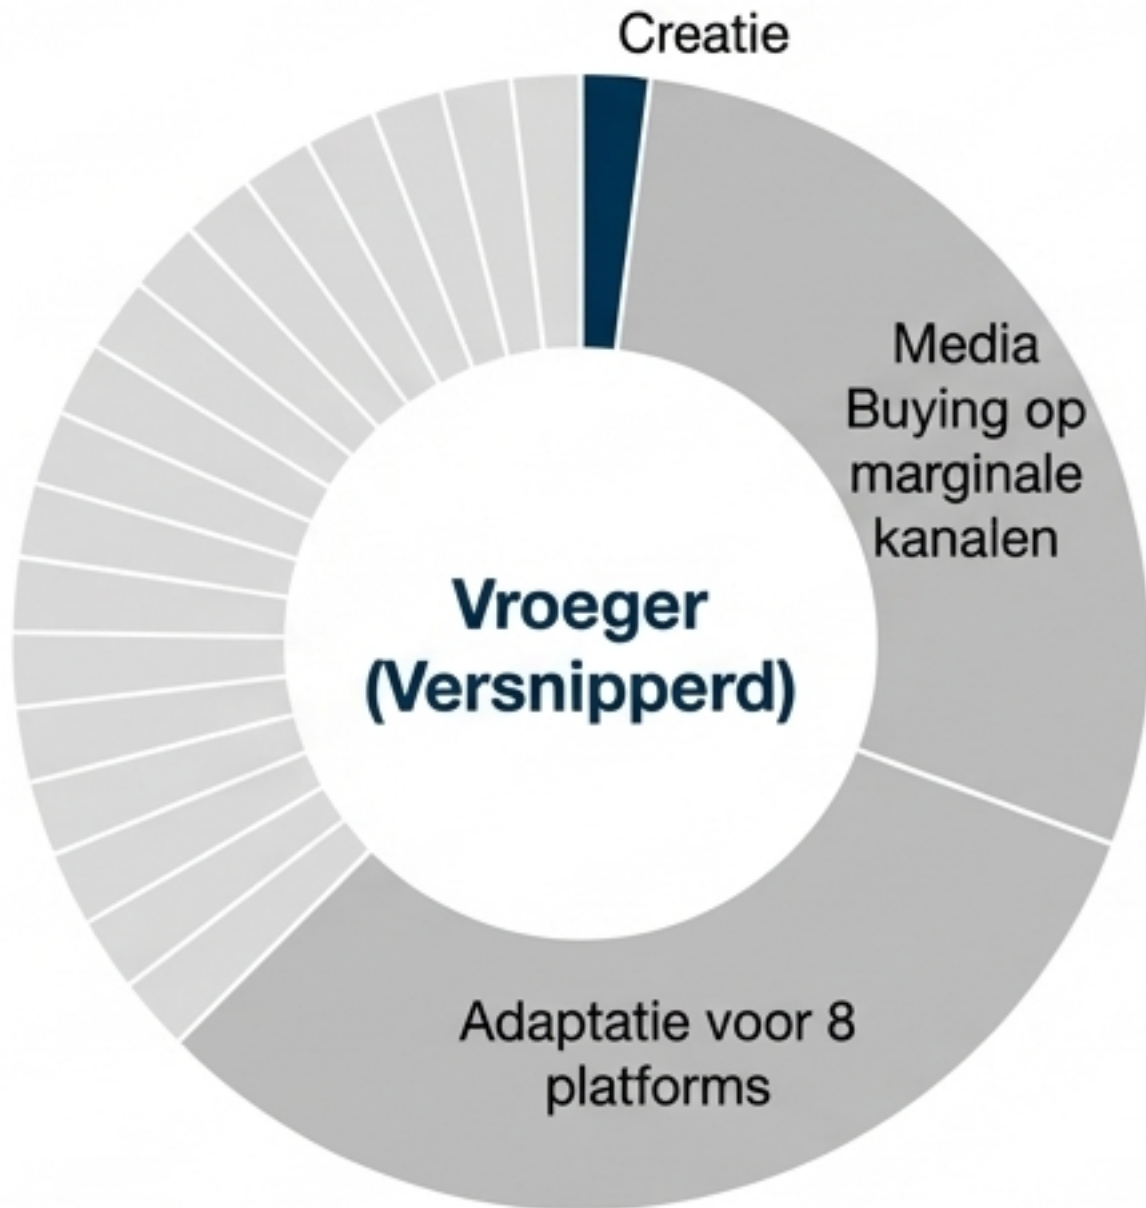 Creatie
Media
Buying op
marginale
kanalen
Vroeger
(Versnipperd)
Adaptatie voor 8
platforms